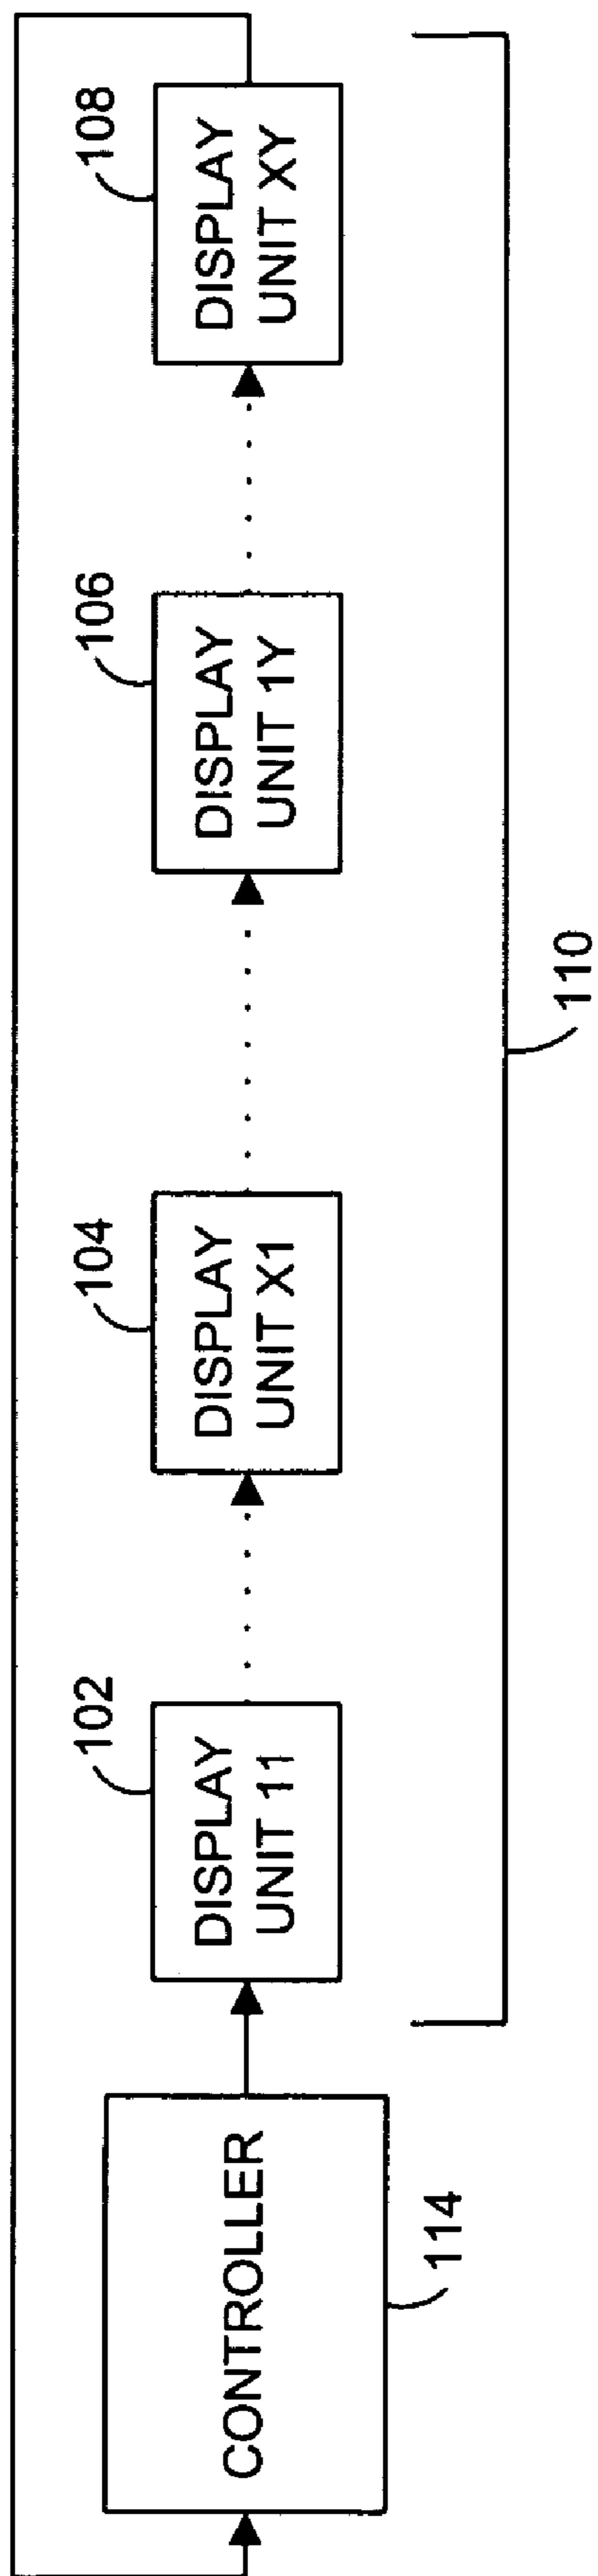 102
104
106
108
CONTROLLER
DISPLAY
UNIT 11
DISPLAY
UNIT X1
DISPLAY
UNIT 1Y
DISPLAY
UNIT XY
114
110